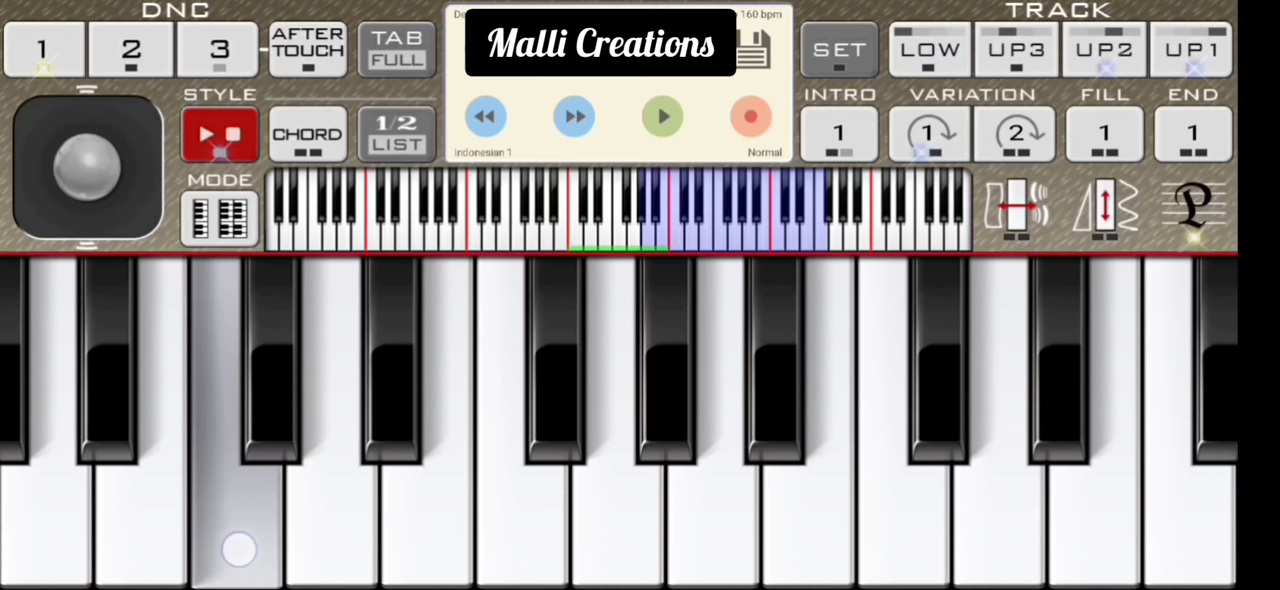 DNC
TRACK
1
2
3
AFTER
TOUCH
TAB
FULL
De
160 bpm
Malli Creations
SET
LOW
UP3
UP2
UP1
STYLE
INTRO
VARIATION
FILL
END
CHORD
1/2
LIST
1
1
2
1
1
Indonesian 1
Normal
MODE
P